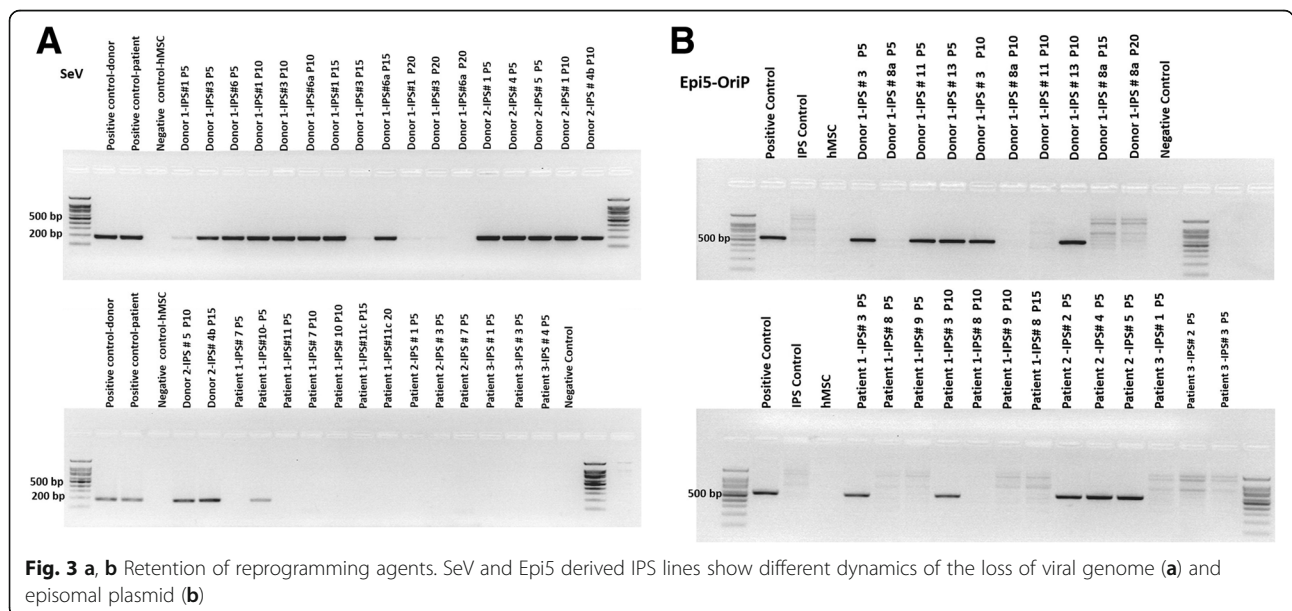 A
SeV
Positive control-donor
Positive control-patient
Negative control-hMSC
Donor 1-IPS#1 P5
Donor 1-IPS#3 P5
Donor 1-IPS#6 P5
Donor 1-IPS#1 P10
Donor 1-IPS#3 P10
Donor 1-IPS#6a P10
Donor 1-IPS#1 P15
Donor 1-IPS#3 P15
Donor 1-IPS#6a P15
Donor 1-IPS#1 P20
Donor 1-IPS#3 P20
Donor 1-IPS#6a P20
Donor 2-IPS# 1 P5
Donor 2-IPS# 4 P5
Donor 2-IPS# 5 P5
Donor 2-IPS# 1 P10
Donor 2-IPS # 4b P10
500 bp
200 bp
Positive control-donor
Positive control-patient
Negative control-hMSC
Donor 2-IPS # 5 P10
Donor 2-IPS# 4b P15
Patient 1-IPS# 7 P5
Patient 1-IPS#10- P5
Patient 1-IPS#11 P5
Patient 1-IPS# 7 P10
Patient 1-IPS# 10 P10
Patient 1-IPS#11c P15
Patient 1-IPS#11c 20
Patient 2-IPS # 1 P5
Patient 2-IPS # 3 P5
Patient 2-IPS # 7 P5
Patient 3-IPS # 1 P5
Patient 3-IPS # 3 P5
Patient 3-IPS # 4 P5
Negative Control
500 bp
200 bp
B
Epi5-OriP
Positive Control
IPS Control
hMSC
Donor 1-IPS # 3 P5
Donor 1-IPS # 8a P5
Donor 1-IPS # 11 P5
Donor 1-IPS # 13 P5
Donor 1-IPS # 3 P10
Donor 1-IPS # 8a P10
Donor 1-IPS # 11 P10
Donor 1-IPS # 13 P10
Donor 1-IPS # 8a P15
Donor 1-IPS # 8a P20
Negative Control
500 bp
Positive Control
IPS Control
hMSC
Patient 1 -IPS# 3 P5
Patient 1-IPS# 8 P5
Patient 1-IPS# 9 P5
Patient 1-IPS# 3 P10
Patient 1-IPS# 8 P10
Patient 1-IPS# 9 P10
Patient 1-IPS# 8 P15
Patient 2 -IPS# 2 P5
Patient 2 -IPS# 4 P5
Patient 2 -IPS# 5 P5
Patient 3 -IPS# 1 P5
Patient 3 -IPS# 2 P5
Patient 3 -IPS# 3 P5
500 bp
Fig. 3 a, b Retention of reprogramming agents. SeV and Epi5 derived IPS lines show different dynamics of the loss of viral genome (a) and
episomal plasmid (b)